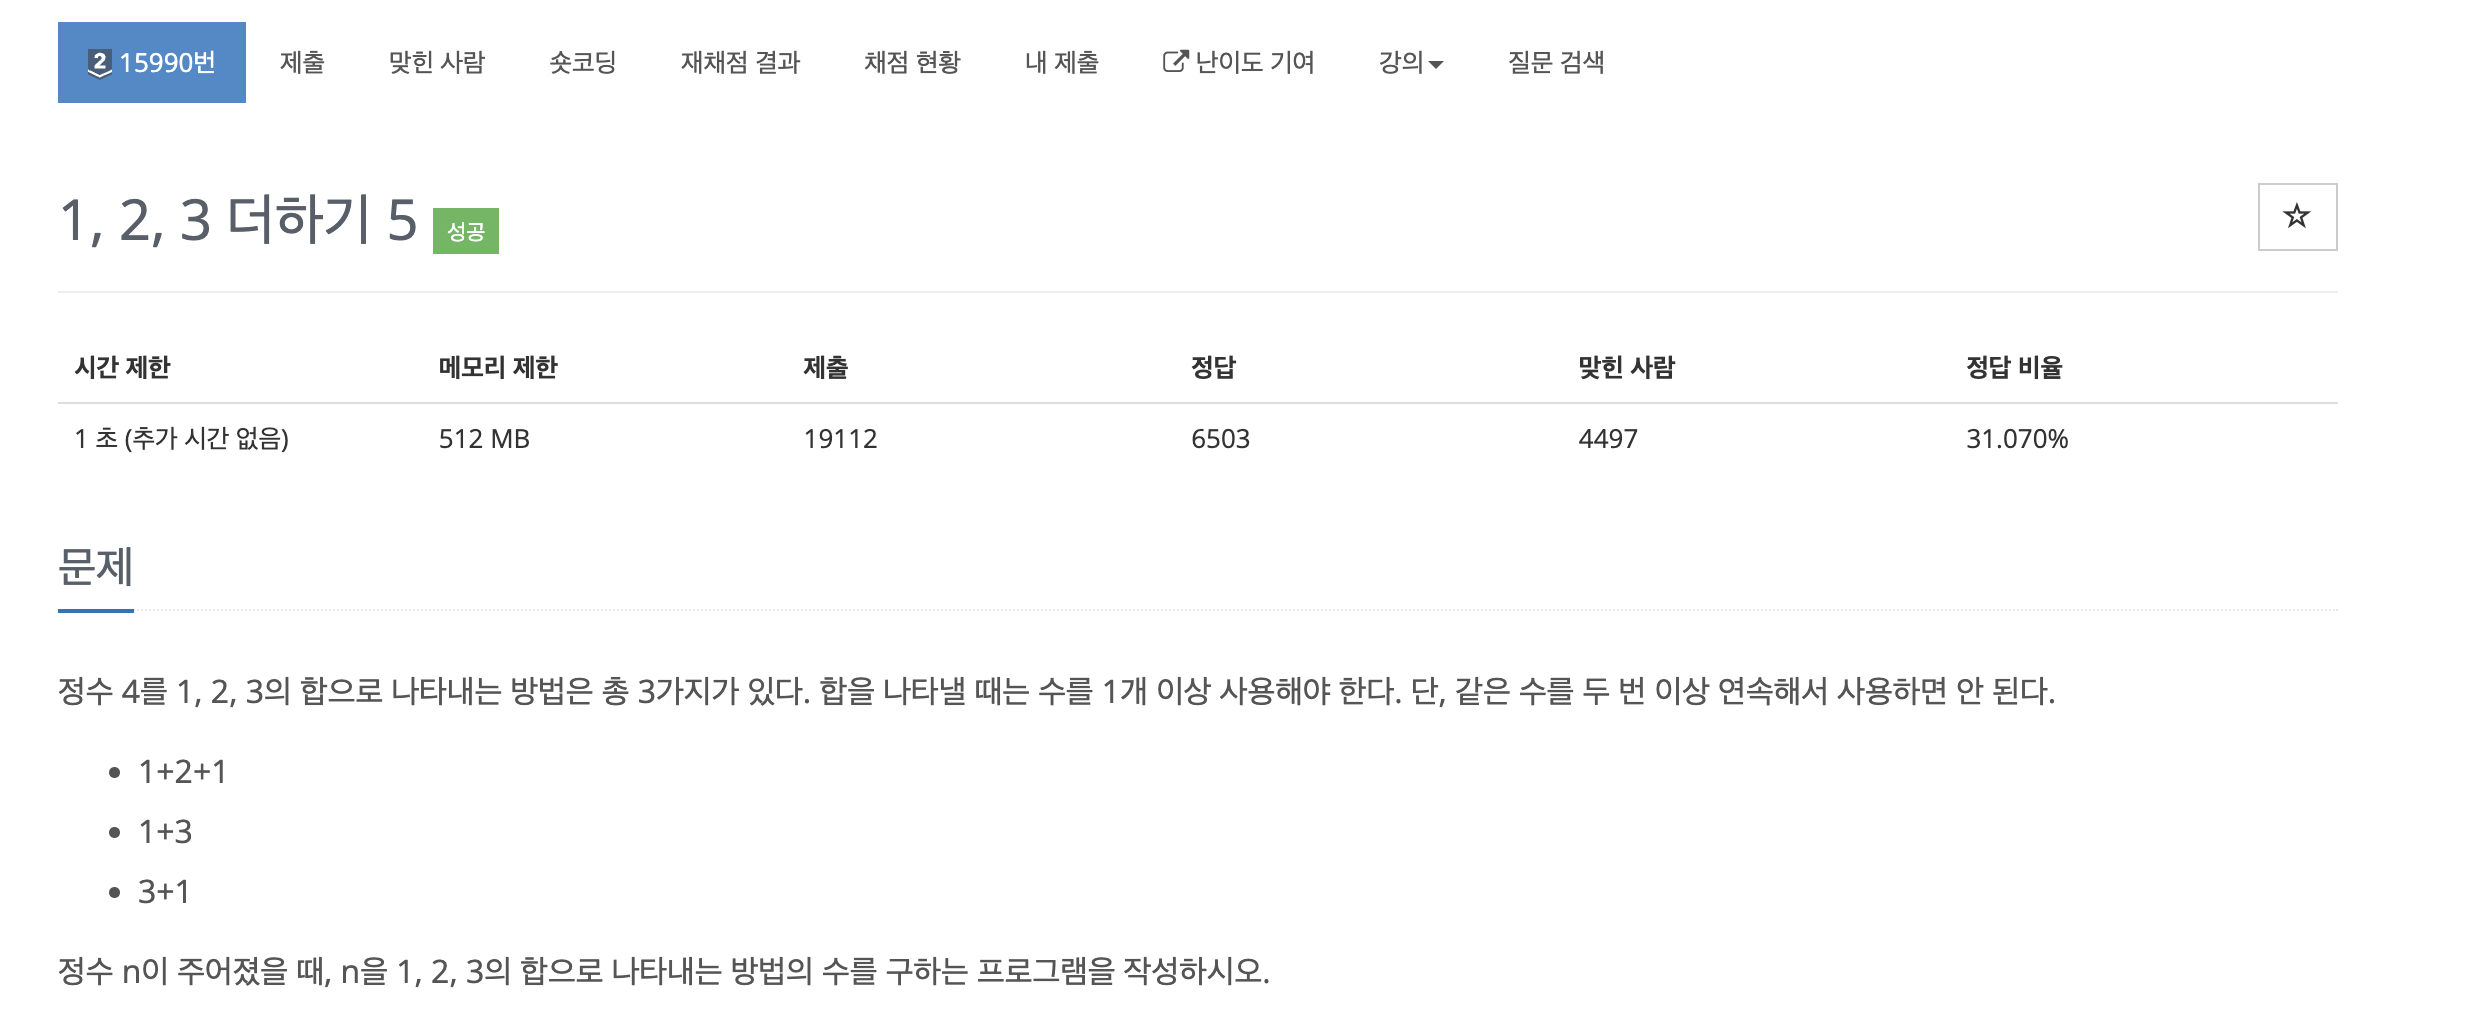 2 15990번 제출 맞힌 사람 숏코딩 재채점 결과 채점 현황 내 제출 난이도 기여 강의 질문 검색
1, 2, 3 더하기 5 성공
시간 제한 메모리 제한 제출 정답 맞힌 사람 정답 비율
1 초 (추가 시간 없음) 512 MB 19112 6503 4497 31.070%
문제
정수 4를 1, 2, 3의 합으로 나타내는 방법은 총 3가지가 있다. 합을 나타낼 때는 수를 1개 이상 사용해야 한다. 단, 같은 수를 두 번 이상 연속해서 사용하면 안 된다.
• 1+2+1
• 1+3
• 3+1
정수 n이 주어졌을 때, n을 1, 2, 3의 합으로 나타내는 방법의 수를 구하는 프로그램을 작성하시오.